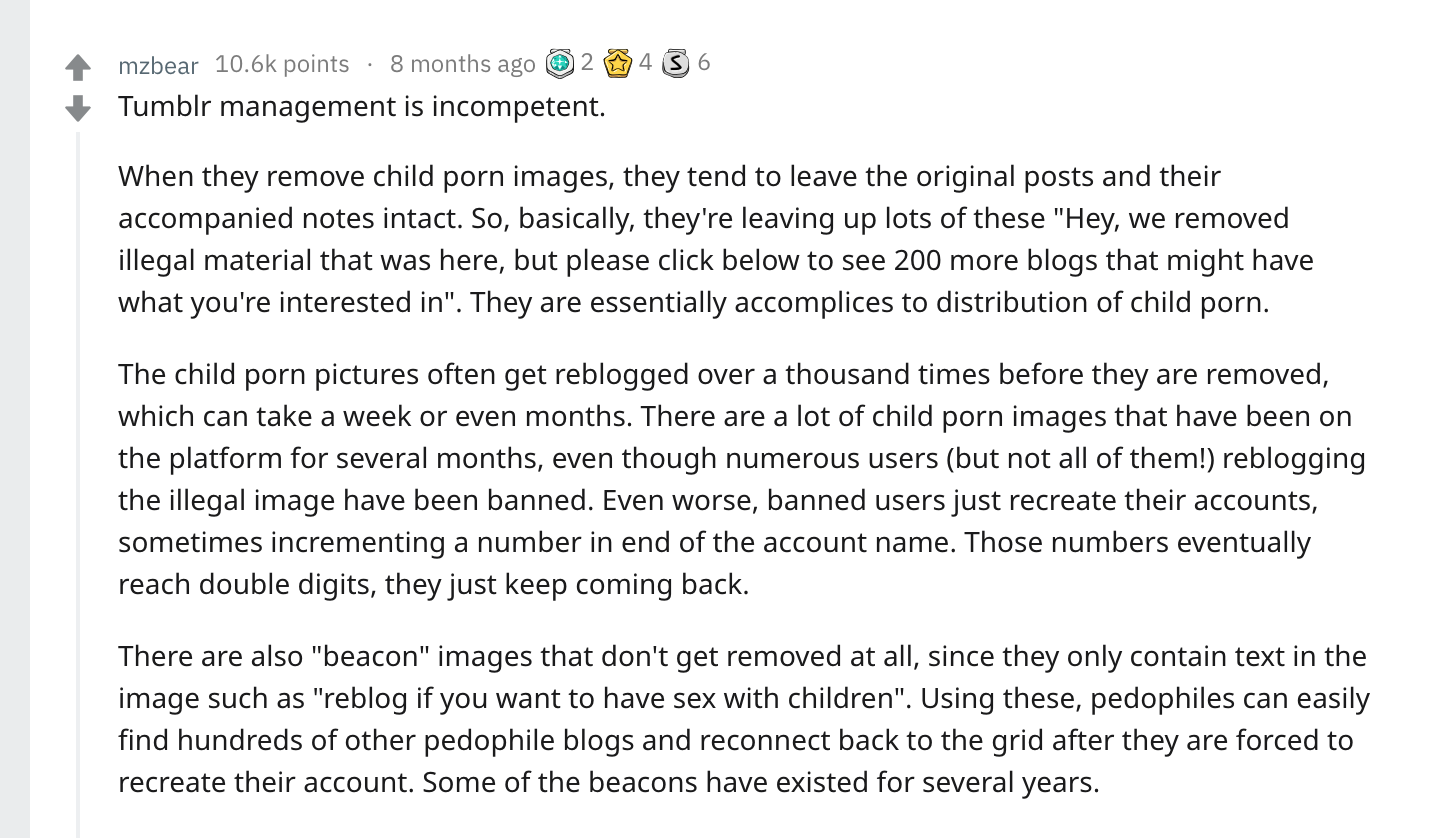 mzbear 10.6k points · 8 months ago 2 4 S 6
Tumblr management is incompetent.
When they remove child porn images, they tend to leave the original posts and their
accompanied notes intact. So, basically, they're leaving up lots of these "Hey, we removed
illegal material that was here, but please click below to see 200 more blogs that might have
what you're interested in". They are essentially accomplices to distribution of child porn.
The child porn pictures often get reblogged over a thousand times before they are removed,
which can take a week or even months. There are a lot of child porn images that have been on
the platform for several months, even though numerous users (but not all of them!) reblogging
the illegal image have been banned. Even worse, banned users just recreate their accounts,
sometimes incrementing a number in end of the account name. Those numbers eventually
reach double digits, they just keep coming back.
There are also "beacon" images that don't get removed at all, since they only contain text in the
image such as "reblog if you want to have sex with children". Using these, pedophiles can easily
find hundreds of other pedophile blogs and reconnect back to the grid after they are forced to
recreate their account. Some of the beacons have existed for several years.